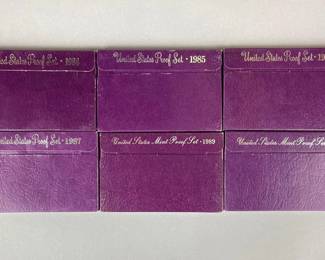 United States Proof Set · 1984
United States Proof Set · 1985
United States Proof Set · 19
United States Proof Set · 1987
United States Mint Proof Set · 1989
United States Mint Proof Set